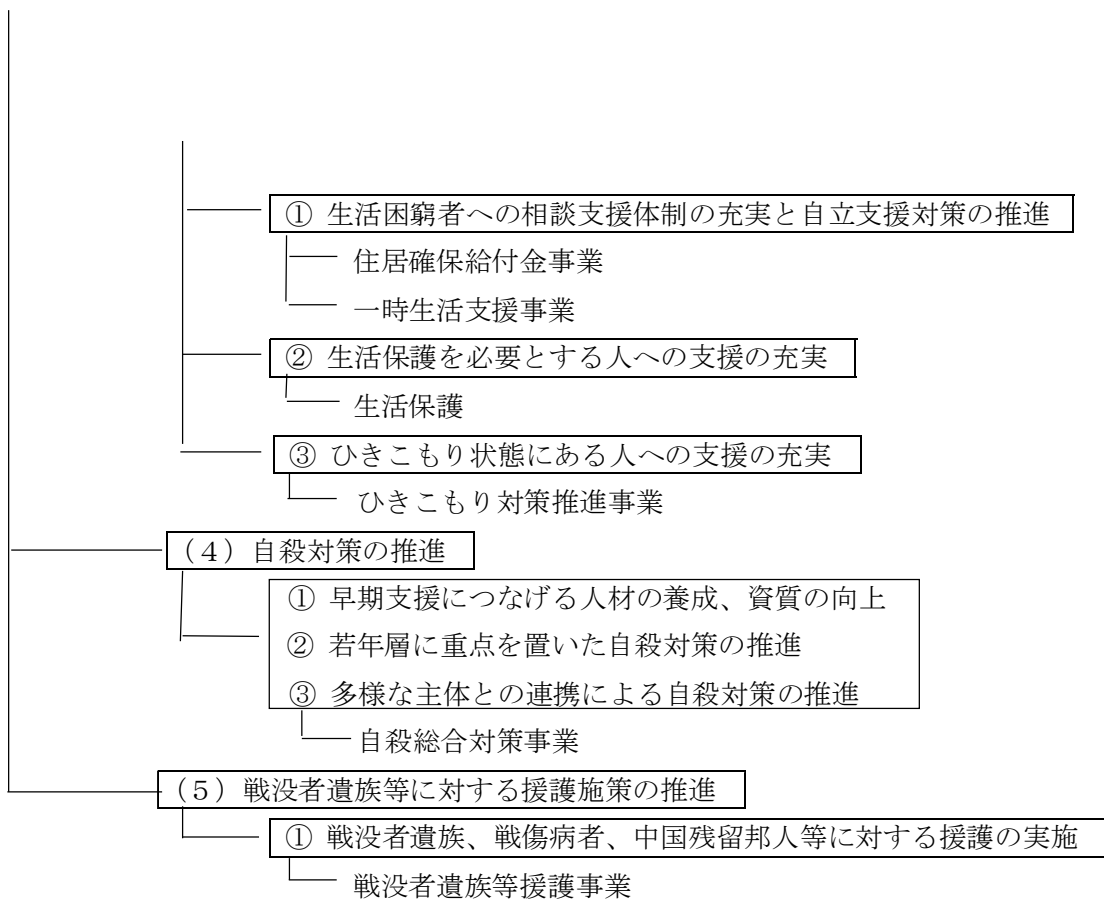 ① 生活困窮者への相談支援体制の充実と自立支援対策の推進
住居確保給付金事業
一時生活支援事業
② 生活保護を必要とする人への支援の充実
生活保護
③ ひきこもり状態にある人への支援の充実
ひきこもり対策推進事業
（４）自殺対策の推進
① 早期支援につなげる人材の養成、資質の向上
② 若年層に重点を置いた自殺対策の推進
③ 多様な主体との連携による自殺対策の推進
自殺総合対策事業
（５）戦没者遺族等に対する援護施策の推進
① 戦没者遺族、戦傷病者、中国残留邦人等に対する援護の実施
戦没者遺族等援護事業